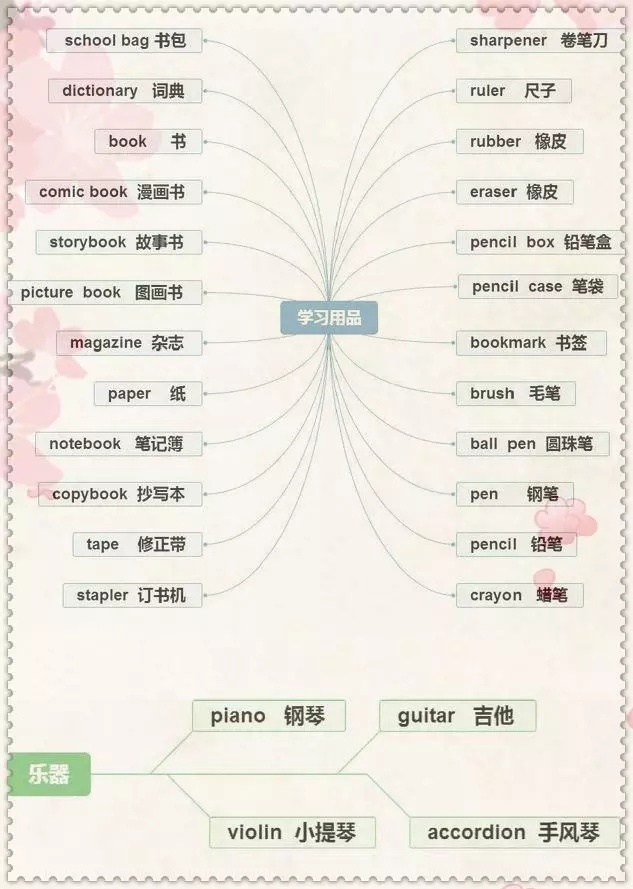 school bag 书包
dictionary 词典
book 书
comic book 漫画书
storybook 故事书
picture book 图画书
magazine 杂志
paper 纸
notebook 笔记簿
copybook 抄写本
tape 修正带
stapler 订书机
学习用品
sharpener 卷笔刀
ruler 尺子
rubber 橡皮
eraser 橡皮
pencil box 铅笔盒
pencil case 笔袋
bookmark 书签
brush 毛笔
ball pen 圆珠笔
pen 钢笔
pencil 铅笔
crayon 蜡笔
乐器
piano 钢琴
guitar 吉他
violin 小提琴
accordion 手风琴